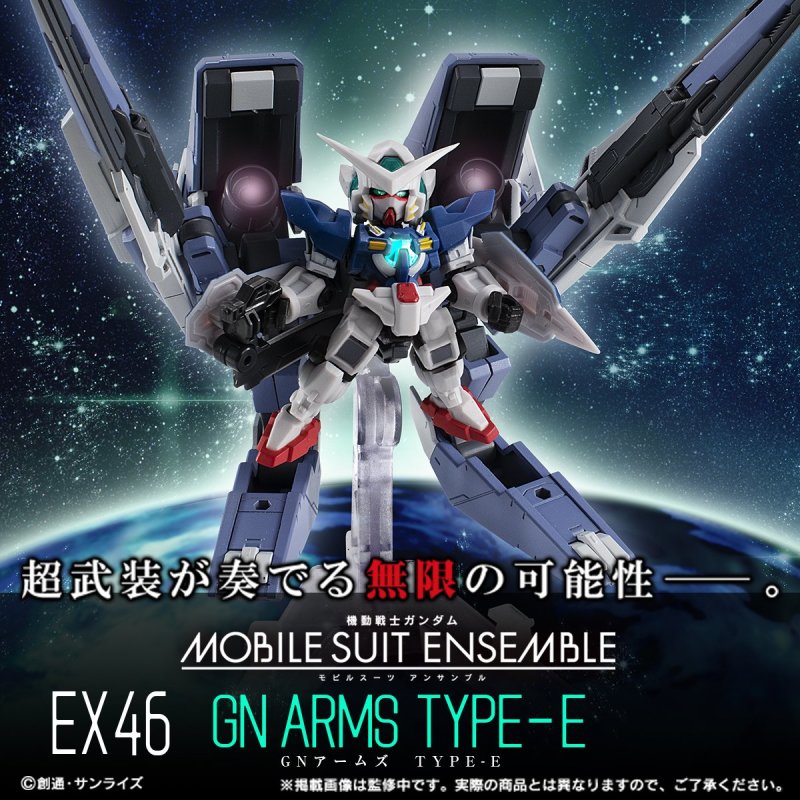 超武装が奏でる無限の可能性――。
機動戦士ガンダム
MOBILE SUIT ENSEMBLE
モビルスーツ アンサンブル
EX46 GN ARMS TYPE-E
GNアームズ TYPE-E
©創通・サンライズ
※掲載画像は監修中です。実際の商品とは異なりますので、ご了承ください。